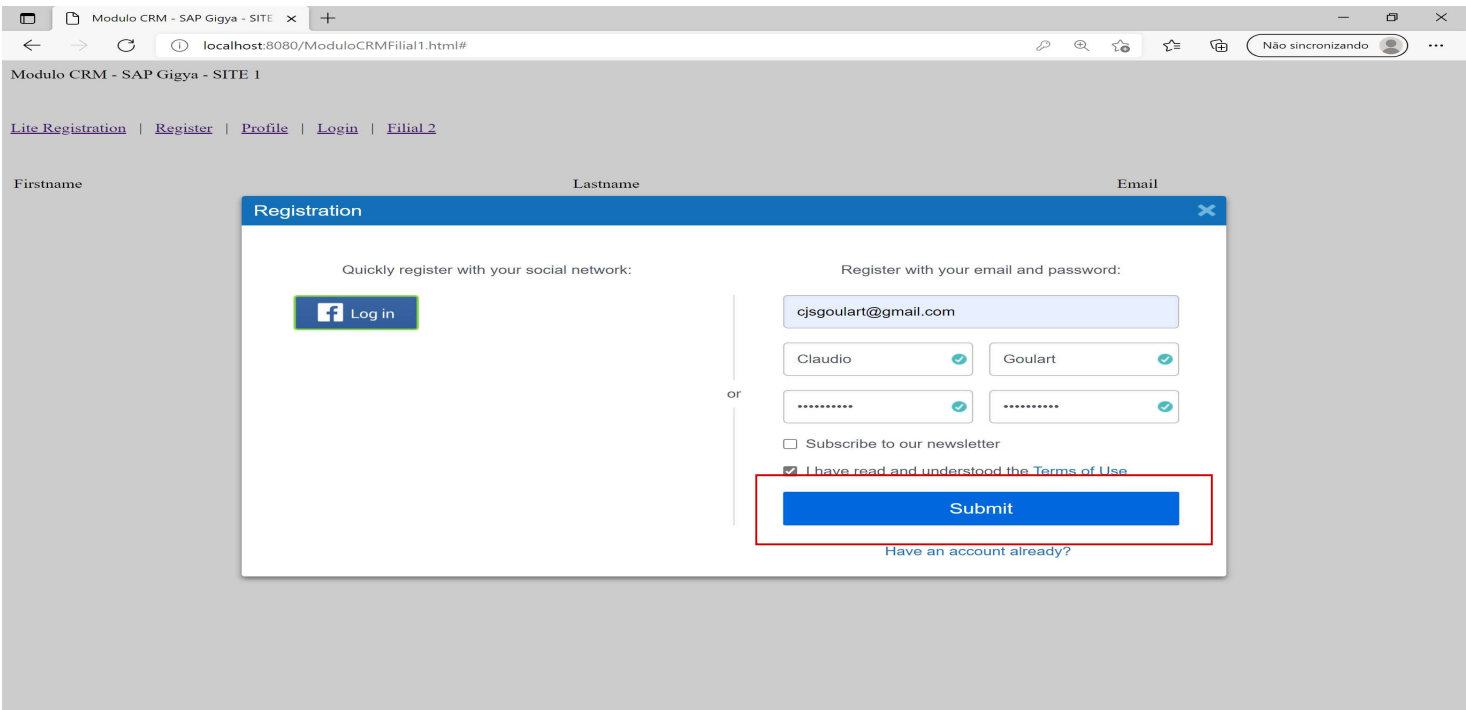 Modulo CRM - SAP Gigya - SITE
localhost:8080/ModuloCRMFilial1.html#
Não sincronizando
Modulo CRM - SAP Gigya - SITE 1
Lite Registration | Register | Profile | Login | Filial 2
Firstname Lastname Email
Registration
Quickly register with your social network:
Log in
or
Register with your email and password:
cjsgoulart@gmail.com
Claudio Goulart
•••••••••• ••••••••••
Subscribe to our newsletter
I have read and understood the Terms of Use
Submit
Have an account already?